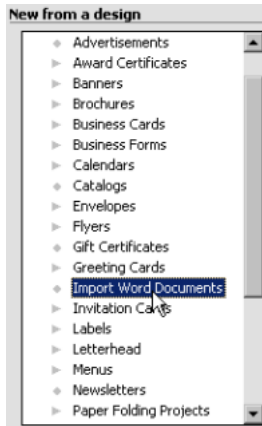 New from a design
Advertisements
Award Certificates
Banners
Brochures
Business Cards
Business Forms
Calendars
Catalogs
Envelopes
Flyers
Gift Certificates
Greeting Cards
Import Word Documents
Invitation Cards
Labels
Letterhead
Menus
Newsletters
Paper Folding Projects